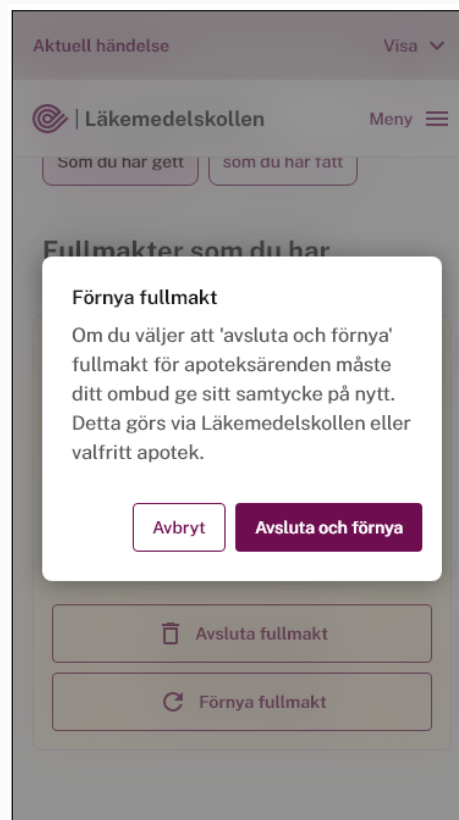 Aktuell händelse Visa
| Läkemedelskollen Meny
Som du har gett som du har fått
Fullmakter som du har
Förnya fullmakt
Om du väljer att 'avsluta och förnya'
fullmakt för apoteksärenden måste
ditt ombud ge sitt samtycke på nytt.
Detta görs via Läkemedelskollen eller
valfritt apotek.
Avbryt Avsluta och förnya
Avsluta fullmakt
Förnya fullmakt